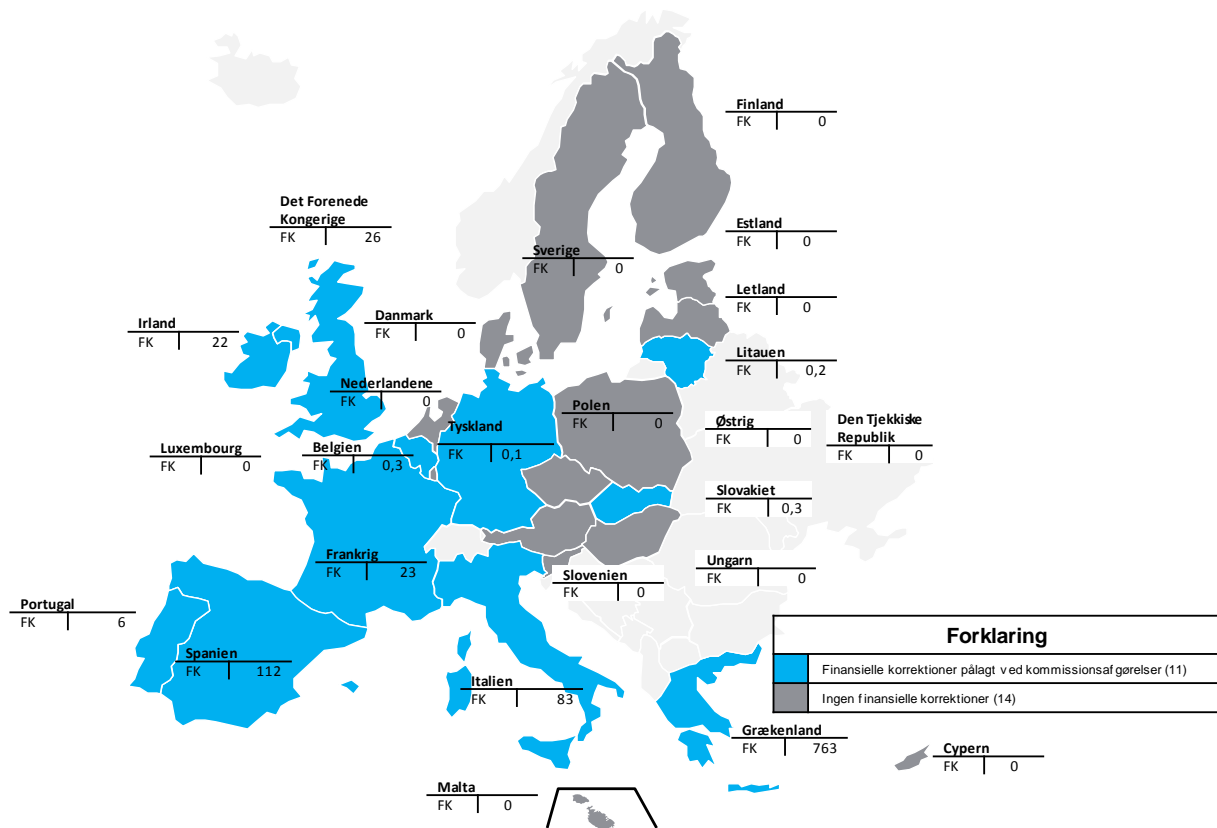 Finland
FK 0
Det Forenede
Kongerige
FK 26
Estland
FK 0
Sverige
FK 0
Letland
FK 0
Danmark
FK 0
Irland
FK 22
Litauen
FK 0,2
Nederlandene
FK 0
Polen
FK 0
Østrig
FK 0
Den Tjekkiske
Republik
FK 0
Tyskland
FK 0,1
Luxembourg
FK 0
Belgien
FK 0,3
Slovakiet
FK 0,3
Frankrig
FK 23
Ungarn
FK 0
Slovenien
FK 0
Portugal
FK 6
Spanien
FK 112
Italien
FK 83
Forklaring
Finansielle korrektioner pålagt ved kommissionsafgørelser (11)
Ingen finansielle korrektioner (14)
Grækenland
FK 763
Cypern
FK 0
Malta
FK 0